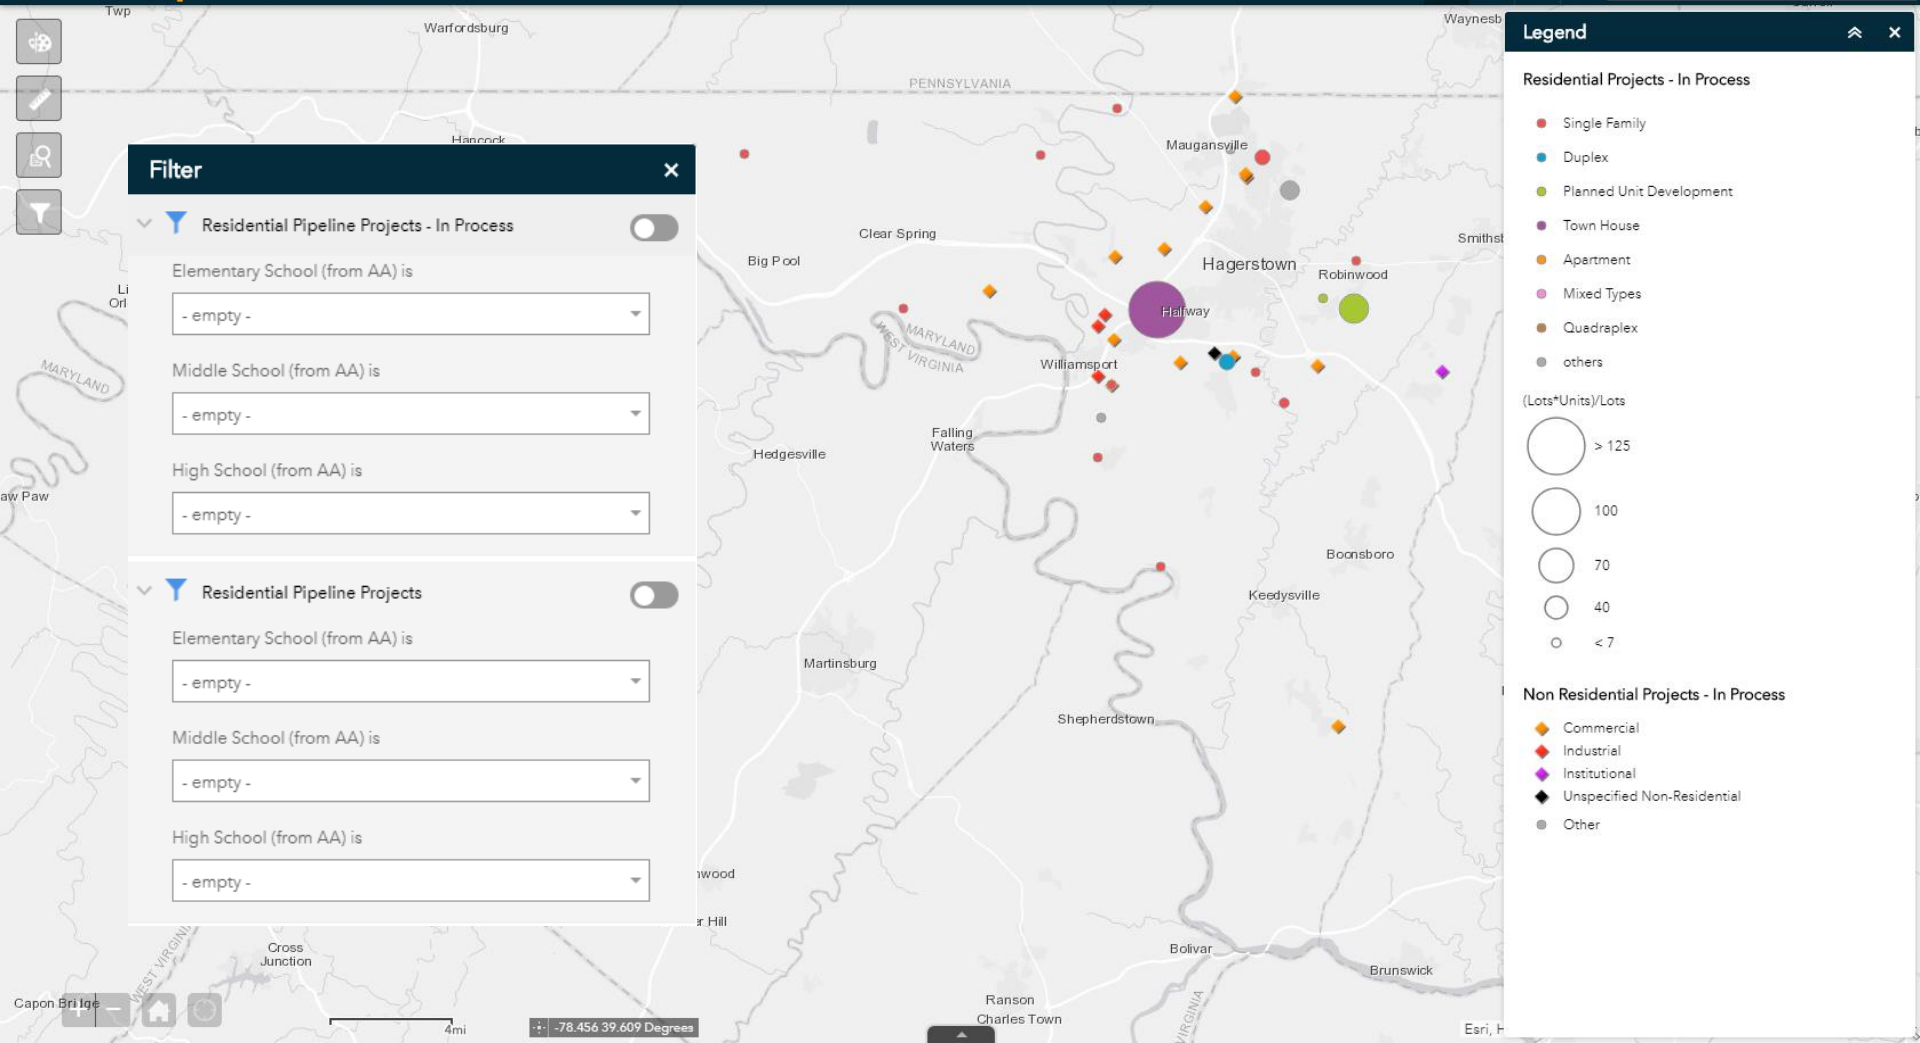 Twp
Warfordsburg
Waynesb
PENNSYLVANIA
Hancock
Maugansville
Clear Spring
Big Pool
Hagerstown
Robinwood
Smithsb
Halfway
MARYLAND
WEST VIRGINIA
Williamsport
Li
Orl
MARYLAND
Falling
Waters
Hedgesville
aw Paw
Boonsboro
Keedysville
Martinsburg
Shepherdstown
wood
r Hill
Bolivar
Brunswick
Cross
Junction
WEST VIRGINIA
Capon Bridge
Ranson
Charles Town
VIRGINIA
Filter
Residential Pipeline Projects - In Process
Elementary School (from AA) is
- empty -
Middle School (from AA) is
- empty -
High School (from AA) is
- empty -
Residential Pipeline Projects
Elementary School (from AA) is
- empty -
Middle School (from AA) is
- empty -
High School (from AA) is
- empty -
4mi
-78.456 39.609 Degrees
Esri, H
Legend
Residential Projects - In Process
Single Family
Duplex
Planned Unit Development
Town House
Apartment
Mixed Types
Quadraplex
others
(Lots*Units)/Lots
> 125
100
70
40
< 7
Non Residential Projects - In Process
Commercial
Industrial
Institutional
Unspecified Non-Residential
Other